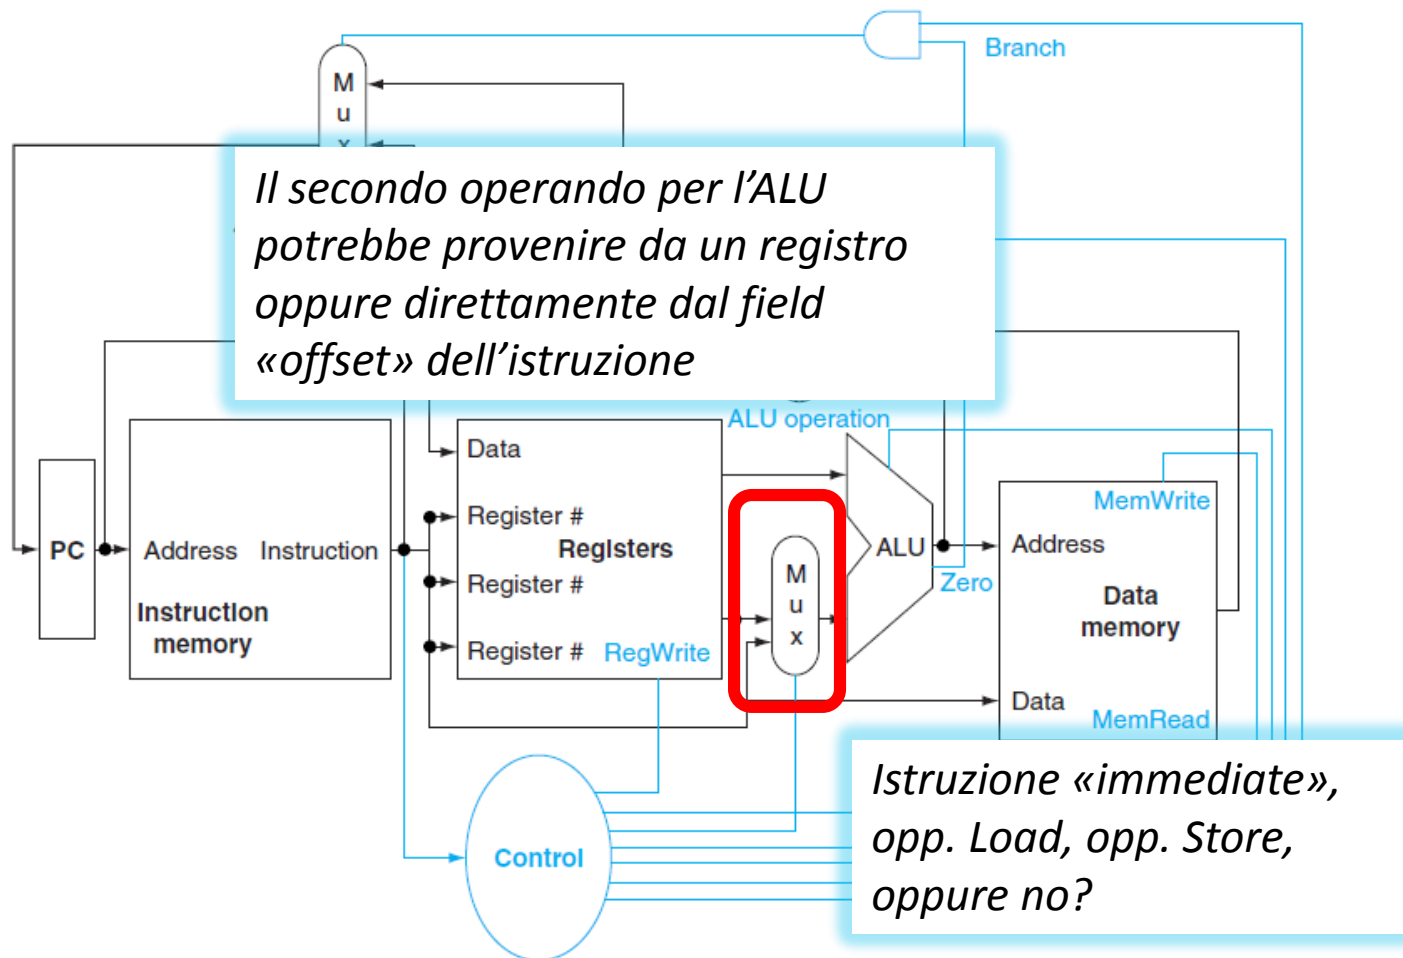 Branch
M
u
x
Il secondo operando per l’ALU
potrebbe provenire da un registro
oppure direttamente dal field
«offset» dell’istruzione
ALU operation
Data
Register #
Registers
Register #
Register # RegWrite
PC
Address Instruction
Instruction
memory
M
u
x
ALU
Zero
MemWrite
Address
Data
memory
Data
MemRead
Control
Istruzione «immediate»,
opp. Load, opp. Store,
oppure no?